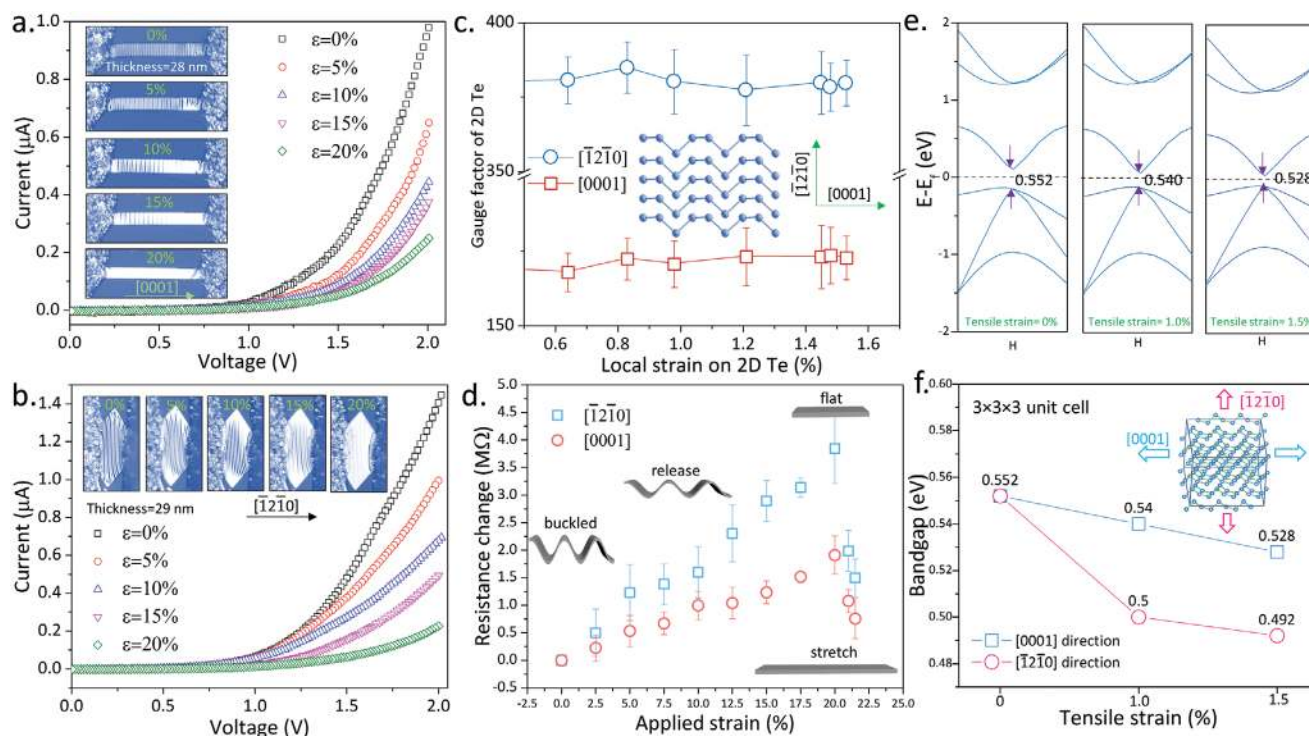 a.
1.0
0.8
0.6
0.4
0.2
0.0
Current (μA)
0%
Thickness=28 nm
5%
10%
15%
20%
[0001]
ε=0%
ε=5%
ε=10%
ε=15%
ε=20%
0.0 0.5 1.0 1.5 2.0
Voltage (V)
b.
1.4
1.2
1.0
0.8
0.6
0.4
0.2
0.0
Current (μA)
0% 5% 10% 15% 20%
Thickness=29 nm
[1̅21̅0]
ε=0%
ε=5%
ε=10%
ε=15%
ε=20%
0.0 0.5 1.0 1.5 2.0
Voltage (V)
c.
400
350
150
Gauge factor of 2D Te
[1̅21̅0]
[0001]
[1̅21̅0]
[0001]
0.6 0.8 1.0 1.2 1.4 1.6
Local strain on 2D Te (%)
d.
5.0
4.5
4.0
3.5
3.0
2.5
2.0
1.5
1.0
0.5
0.0
-0.5
Resistance change (MΩ)
[1̅21̅0]
[0001]
flat
release
buckled
stretch
0.0 2.5 5.0 7.5 10.0 12.5 15.0 17.5 20.0 22.5 25.0
Applied strain (%)
e.
2
1
0
-1
-2
E-Ef (eV)
0.552
0.540
0.528
Tensile strain= 0%
Tensile strain= 1.0%
Tensile strain= 1.5%
H
H
H
f.
0.60
0.58
0.56
0.54
0.52
0.50
0.48
Bandgap (eV)
3×3×3 unit cell
[1̅21̅0]
[0001]
0.552
0.54
0.528
0.5
0.492
[0001] direction
[1̅21̅0] direction
0 1.0 1.5
Tensile strain (%)